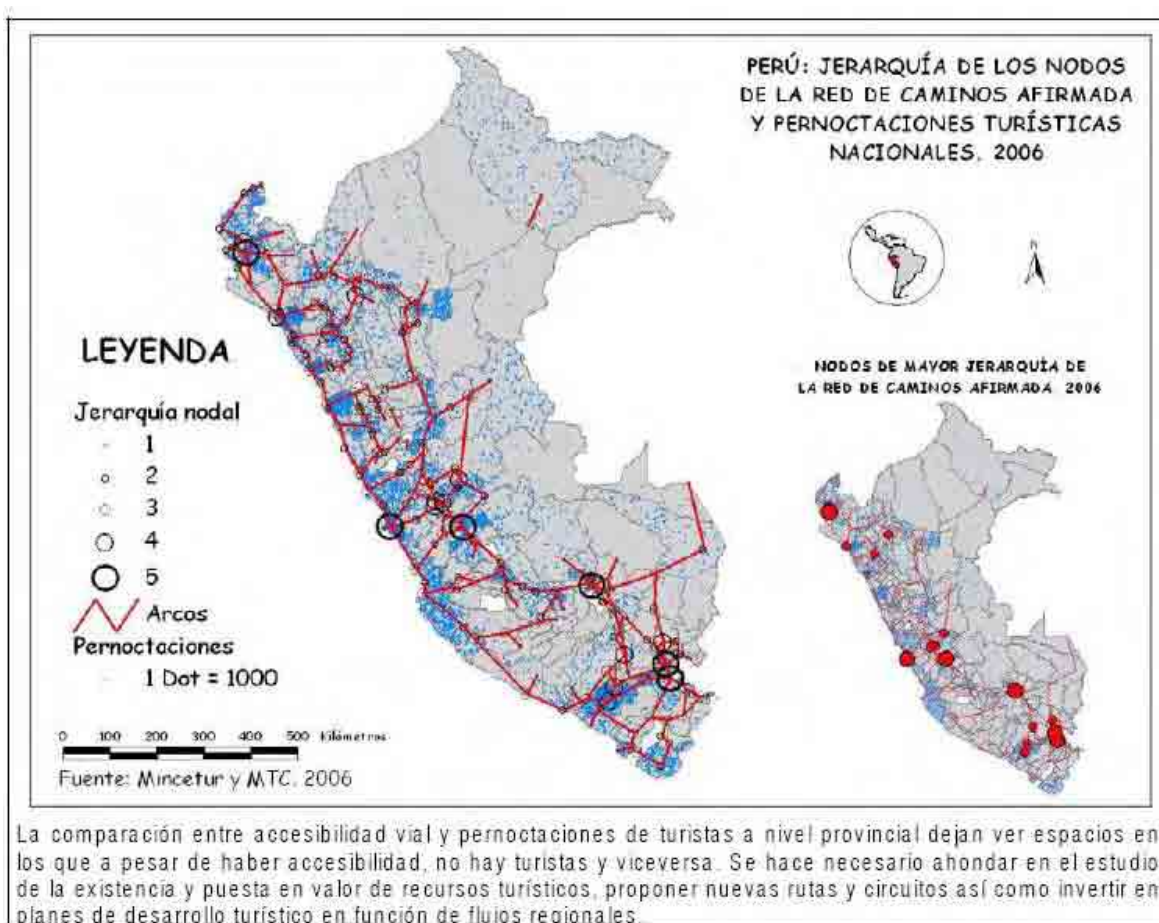 PERÚ: JERARQUÍA DE LOS NODOS
DE LA RED DE CAMINOS AFIRMADA
Y PERNOCTACIONES TURÍSTICAS
NACIONALES. 2006
N
NODOS DE MAYOR JERARQUÍA DE
LA RED DE CAMINOS AFIRMADA 2006
LEYENDA
Jerarquía nodal
1
2
3
4
5
Arcos
Pernoctaciones
1 Dot = 1000
0 100 200 300 400 500 Kilómetros
Fuente: Mincetur y MTC. 2006
La comparación entre accesibilidad vial y pernoctaciones de turistas a nivel provincial dejan ver espacios en
los que a pesar de haber accesibilidad, no hay turistas y viceversa. Se hace necesario ahondar en el estudio
de la existencia y puesta en valor de recursos turísticos, proponer nuevas rutas y circuitos así como invertir en
planes de desarrollo turístico en función de flujos regionales.